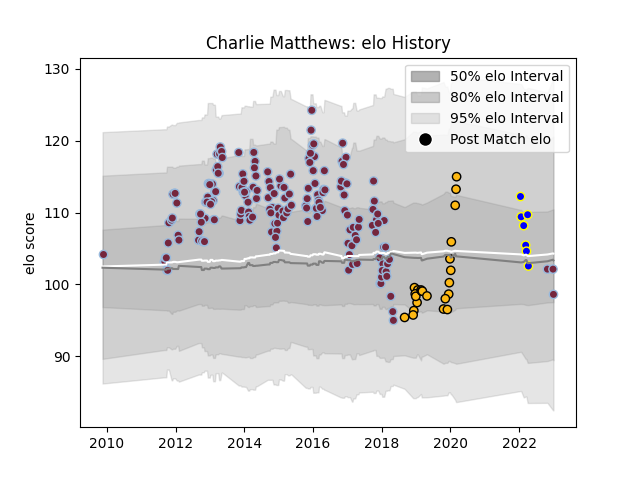 Charlie Matthews: elo History
50% elo Interval
80% elo Interval
95% elo Interval
Post Match elo
elo score
130
120
110
100
90
2010 2012 2014 2016 2018 2020 2022